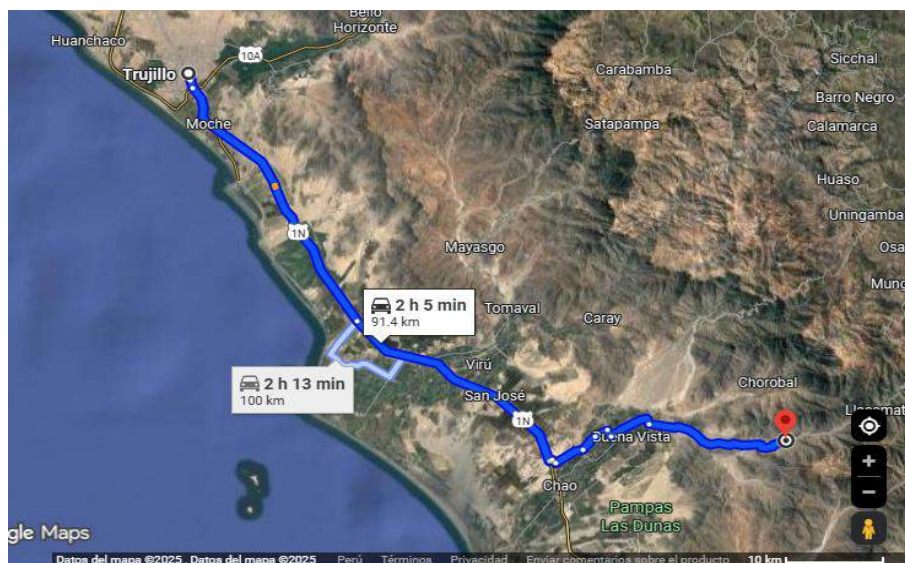 Bello
Horizonte
Huanchaco
10A
Trujillo
Sicchal
Carabamba
Barro Negro
Moche
Satapampa
Calamarca
Huaso
Uningamba
1N
Mayasgo
Osa
Mung
2 h 5 min
91.4 km
Tomaval
Caray
Virú
2 h 13 min
100 km
Chorobal
San José
1N
Buena Vista
Chao
Pampas
Las Dunas
gle Maps
Datos del mapa ©2025 , Datos del mapa ©2025 Perú Términos Privacidad Enviar comentarios sobre el producto 10 km